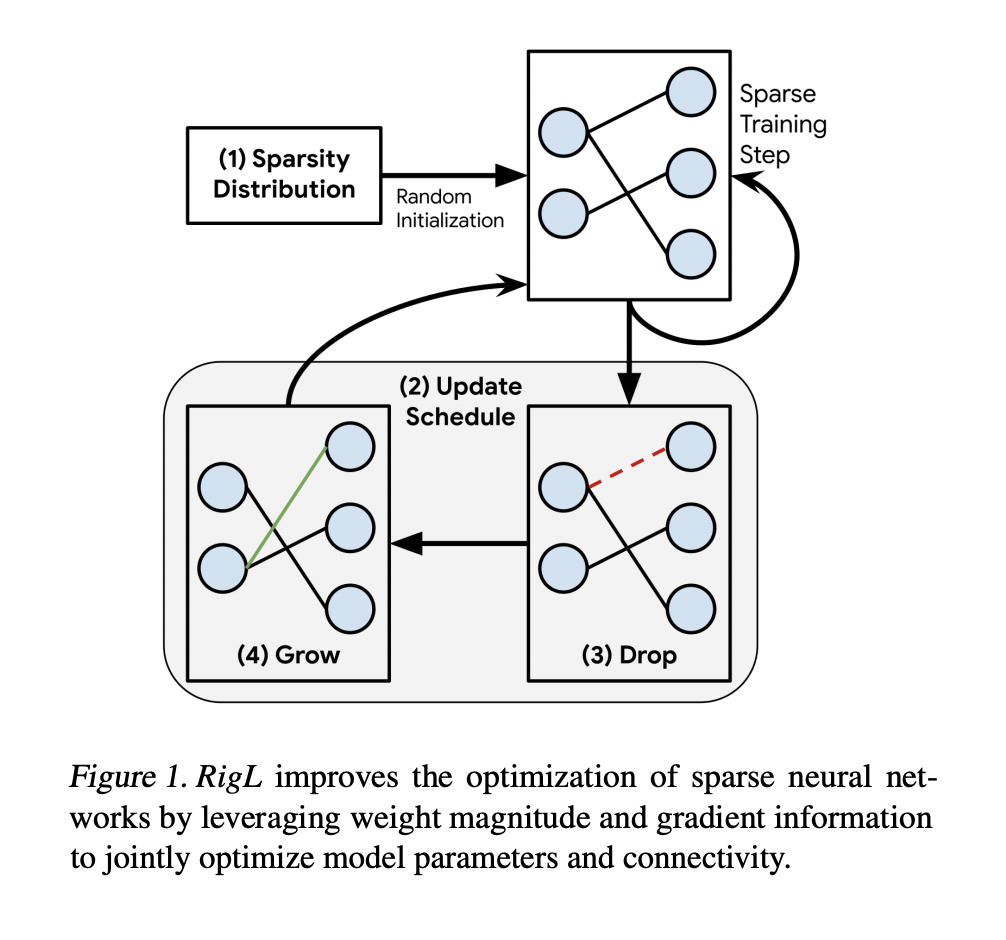 (1) Sparsity
Distribution
Random
Initialization
Sparse
Training
Step
(2) Update
Schedule
(4) Grow
(3) Drop
Figure 1. RigL improves the optimization of sparse neural net-
works by leveraging weight magnitude and gradient information
to jointly optimize model parameters and connectivity.